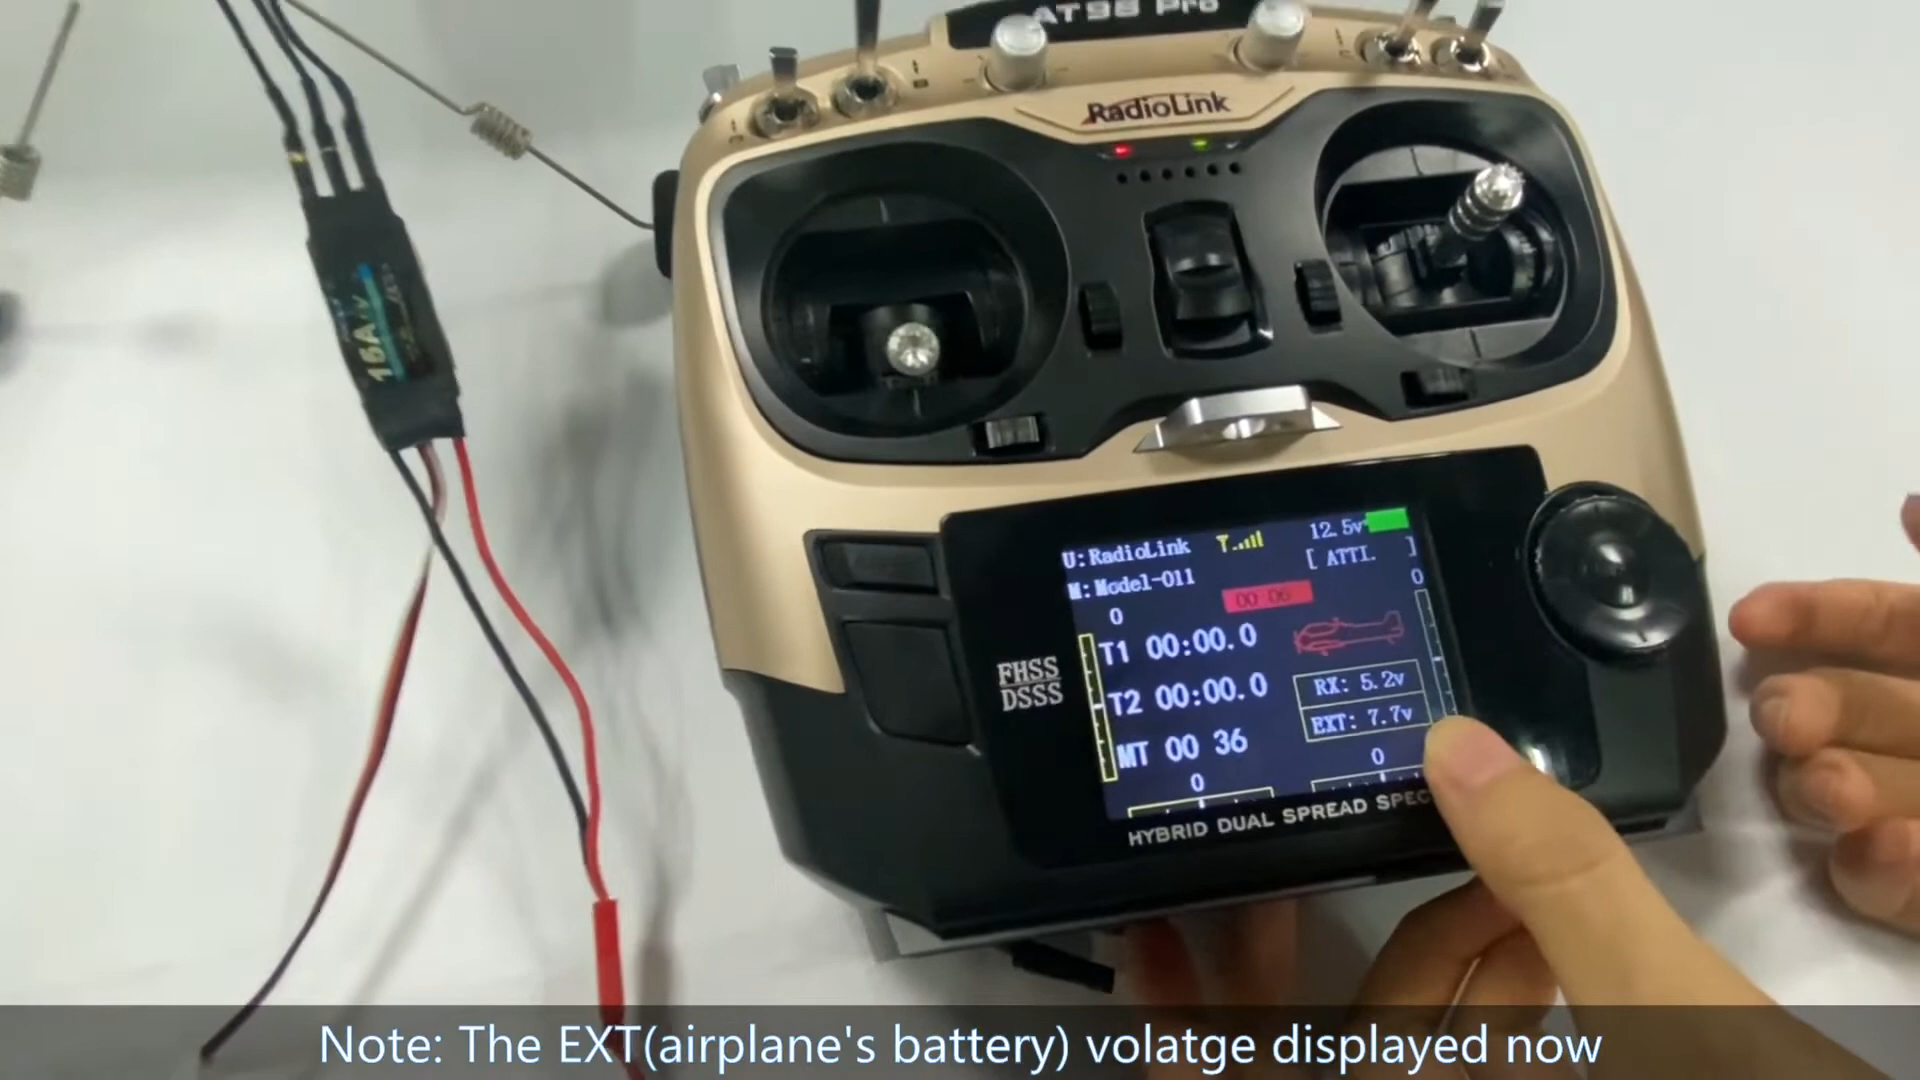 AT9S Pro
RadioLink
16A
U:RadioLink
12.5v
M:Model-011
[ ATTI. ]
0
00 06
0
T1 00:00.0
T2 00:00.0
RX: 5.2v
EXT: 7.7v
MT 00 36
0
0
FHSS
DSSS
HYBRID DUAL SPREAD SPEC
Note: The EXT(airplane's battery) volatge displayed now